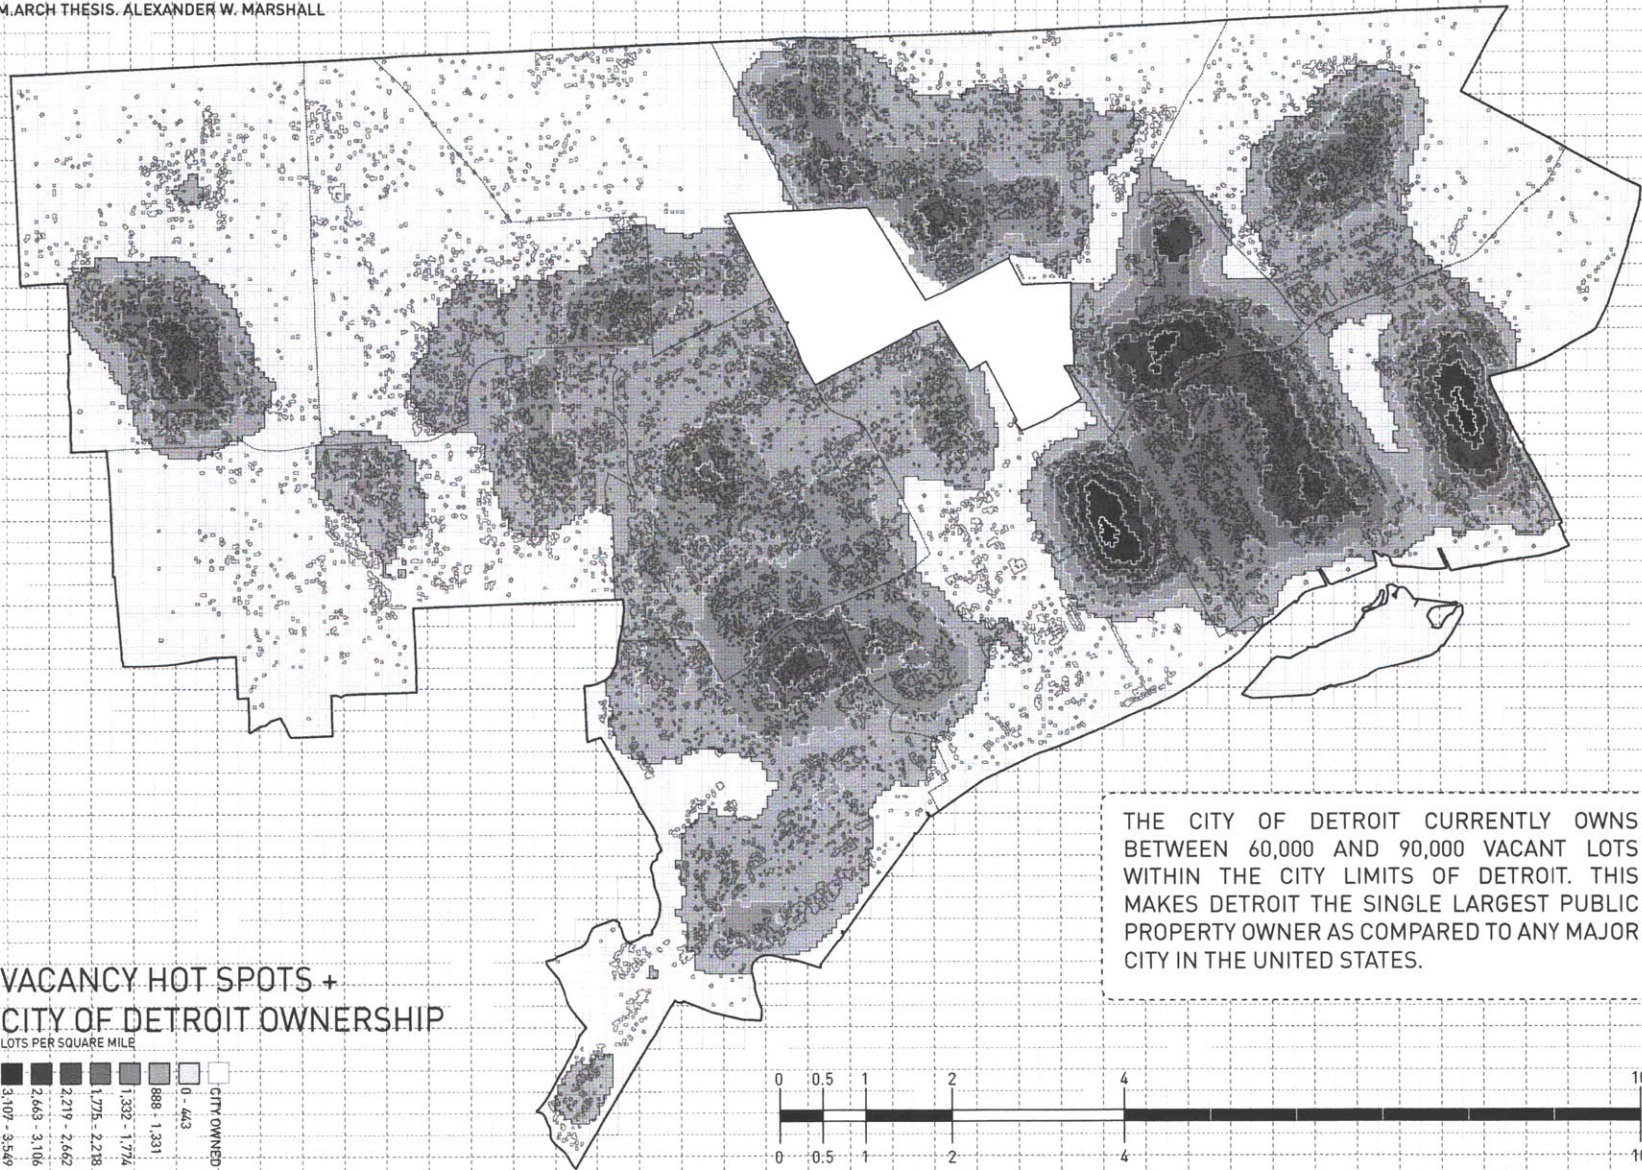 M.ARCH THESIS. ALEXANDER W. MARSHALL
THE CITY OF DETROIT CURRENTLY OWNS
BETWEEN 60,000 AND 90,000 VACANT LOTS
WITHIN THE CITY LIMITS OF DETROIT. THIS
MAKES DETROIT THE SINGLE LARGEST PUBLIC
PROPERTY OWNER AS COMPARED TO ANY MAJOR
CITY IN THE UNITED STATES.
VACANCY HOT SPOTS +
CITY OF DETROIT OWNERSHIP
LOTS PER SQUARE MILE
3,107 - 3,549
2,663 - 3,106
2,219 - 2,662
1,775 - 2,218
1,332 - 1,774
888 - 1,331
0 - 443
CITY OWNED
0 0.5 1 2 4
0 0.5 1 2 4